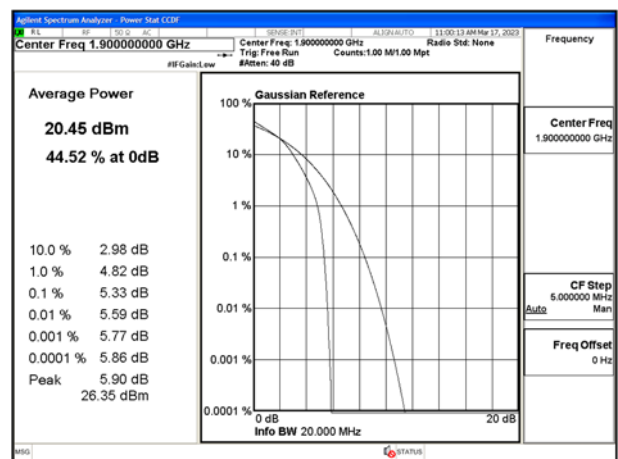 Agilent Spectrum Analyzer - Power Stat CCDF
RL RF 50 Ω AC SENSE:INT ALIGNAUTO 11:00:13 AM Mar 17, 2023
Center Freq 1.900000000 GHz
Center Freq: 1.900000000 GHz Radio Std: None
Trig: Free Run Counts:1.00 M/1.00 Mpt
#IFGain:Low #Atten: 40 dB
Frequency
Average Power
20.45 dBm
44.52 % at 0dB
10.0 % 2.98 dB
1.0 % 4.82 dB
0.1 % 5.33 dB
0.01 % 5.59 dB
0.001 % 5.77 dB
0.0001 % 5.86 dB
Peak 5.90 dB
26.35 dBm
Gaussian Reference
100 %
10 %
1 %
0.1 %
0.01 %
0.001 %
0.0001 %
0 dB 20 dB
Info BW 20.000 MHz
Center Freq
1.900000000 GHz
CF Step
5.000000 MHz
Auto Man
Freq Offset
0 Hz
MSG STATUS